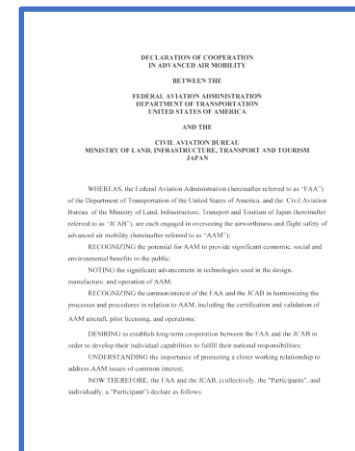 DECLARATION OF COOPERATION
IN ADVANCED AIR MOBILITY
BETWEEN THE
FEDERAL AVIATION ADMINISTRATION
DEPARTMENT OF TRANSPORTATION
UNITED STATES OF AMERICA
AND THE
CIVIL AVIATION BUREAU
MINISTRY OF LAND, INFRASTRUCTURE, TRANSPORT AND TOURISM
JAPAN
WHEREAS, the Federal Aviation Administration (hereinafter referred to as "FAA")
of the Department of Transportation of the United States of America, and the Civil Aviation
Bureau of the Ministry of Land, Infrastructure, Transport and Tourism of Japan (hereinafter
referred to as "JCAB"), are each engaged in overseeing the airworthiness and flight safety of
advanced air mobility (hereinafter referred to as "AAM");
RECOGNIZING the potential for AAM to provide significant economic, social and
environmental benefits to the public;
NOTING the significant advancement in technologies used in the design,
manufacture, and operation of AAM;
RECOGNIZING the common interest of the FAA and the JCAB in harmonizing the
processes and procedures in relation to AAM, including the certification and validation of
AAM aircraft, pilot licensing, and operations;
DESIRING to establish long-term cooperation between the FAA and the JCAB in
order to develop their individual capabilities to fulfill their national responsibilities;
UNDERSTANDING the importance of promoting a closer working relationship to
address AAM issues of common interest;
NOW THEREFORE, the FAA and the JCAB, (collectively, the "Participants", and
individually, a "Participant") declare as follows: